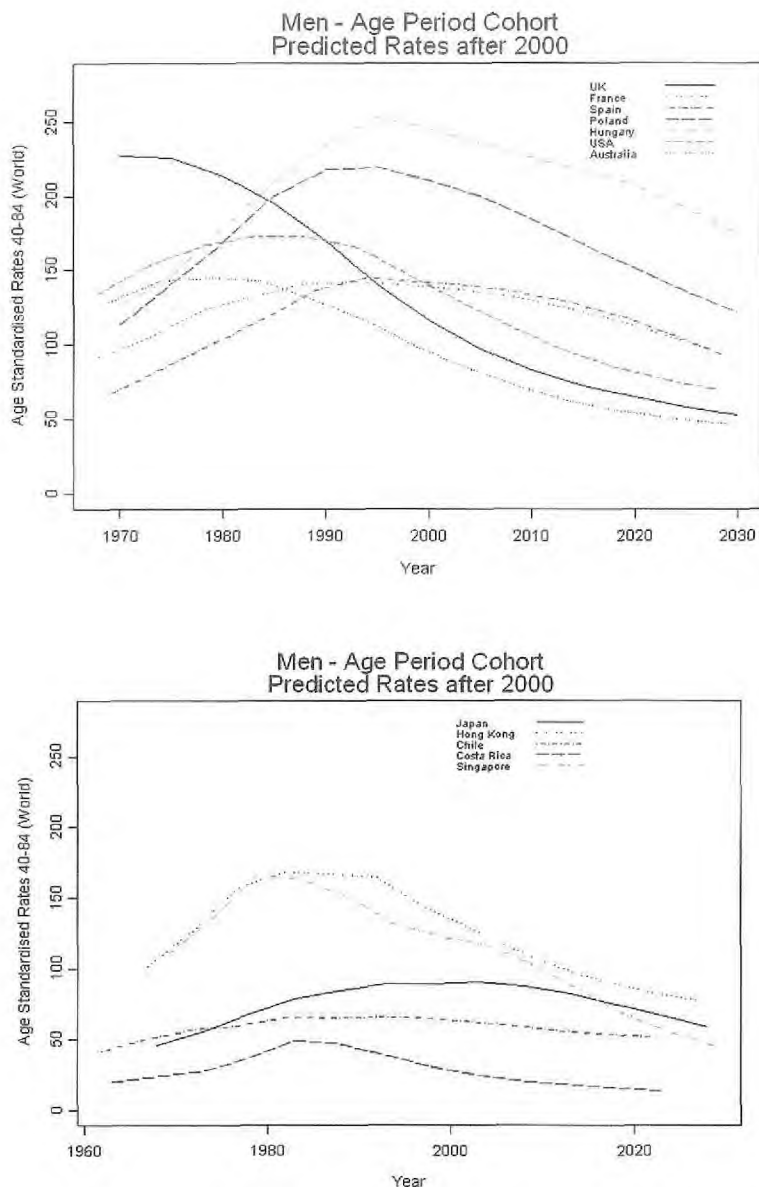 Men - Age Period Cohort
Predicted Rates after 2000
Age Standardised Rates 40-84 (World)
250
200
150
100
50
0
UK
France
Spain
Poland
Hungary
USA
Australia
1970 1980 1990 2000 2010 2020 2030
Year
Men - Age Period Cohort
Predicted Rates after 2000
Age Standardised Rates 40-84 (World)
250
200
150
100
50
0
Japan
Hong Kong
Chile
Costa Rica
Singapore
1960 1980 2000 2020
Year